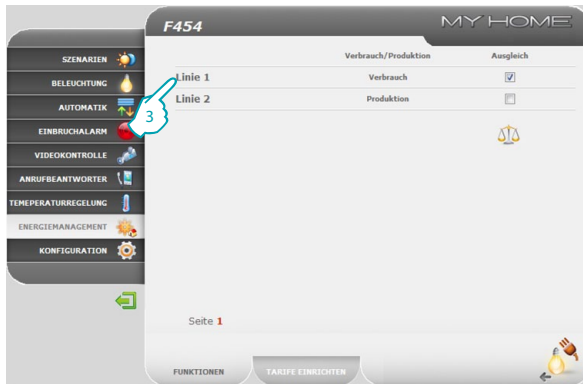 F454
MY HOME
Verbrauch/Produktion Ausgleich
Linie 1 Verbrauch
Linie 2 Produktion
3
SZENARIEN
BELEUCHTUNG
AUTOMATIK
EINBRUCHALARM
VIDEOKONTROLLE
ANRUFBEANTWORTER
TEMEPERATURREGELUNG
ENERGIEMANAGEMENT
KONFIGURATION
Seite 1
FUNKTIONEN TARIFE EINRICHTEN